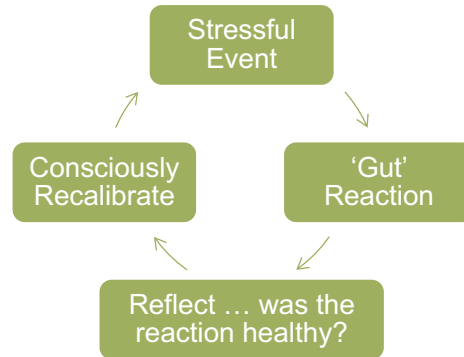 Stressful
Event
‘Gut’
Reaction
Reflect … was the
reaction healthy?
Consciously
Recalibrate